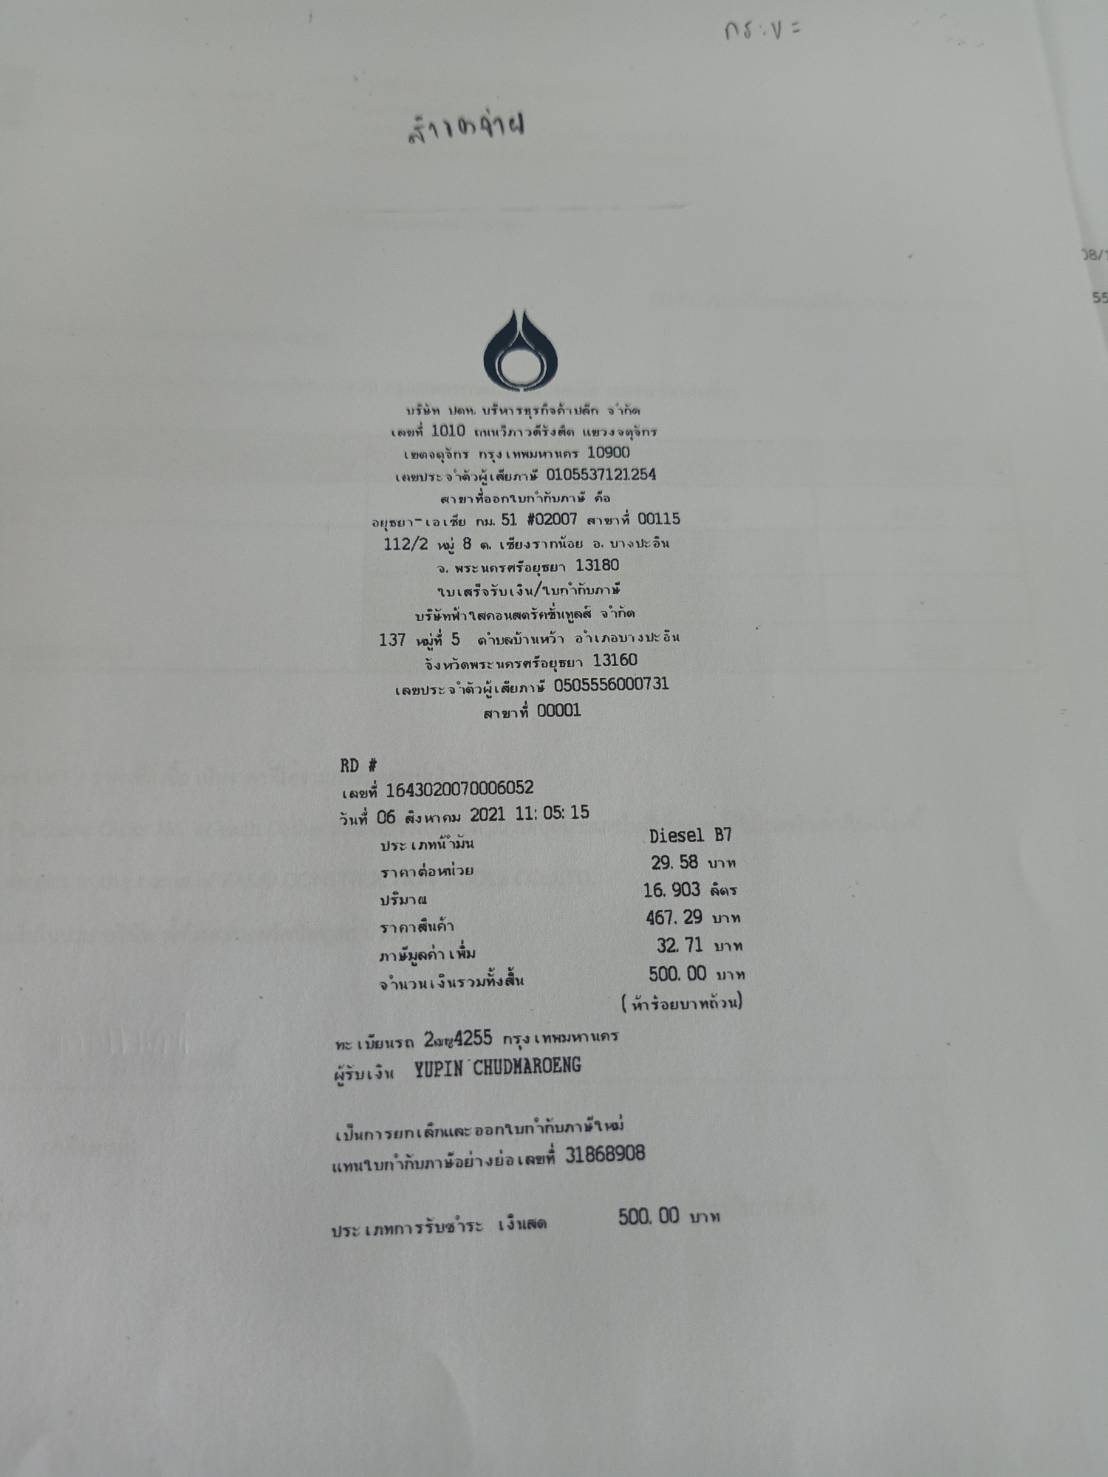 กระบะ
สำรองจ่าย
08/
55
บริษัท ปตท. บริหารธุรกิจค้าปลีก จำกัด
เลขที่ 1010 ถนนวิภาวดีรังสิต แขวงจตุจักร
เขตจตุจักร กรุงเทพมหานคร 10900
เลขประจำตัวผู้เสียภาษี 0105537121254
สาขาที่ออกใบกำกับภาษี คือ
อยุธยา-เอเซีย กม. 51 #02007 สาขาที่ 00115
112/2 หมู่ 8 ต. เชียงรากน้อย อ. บางปะอิน
จ. พระนครศรีอยุธยา 13180
ใบเสร็จรับเงิน/ใบกำกับภาษี
บริษัทฟ้าใสคอนสตรัคชั่นทูลส์ จำกัด
137 หมู่ที่ 5 ตำบลบ้านหว้า อำเภอบางปะอิน
จังหวัดพระนครศรีอยุธยา 13160
เลขประจำตัวผู้เสียภาษี 0505556000731
สาขาที่ 00001
RD #
เลขที่ 1643020070006052
วันที่ 06 สิงหาคม 2021 11:05:15
ประเภทน้ำมัน Diesel B7
ราคาต่อหน่วย 29.58 บาท
ปริมาณ 16.903 ลิตร
ราคาสินค้า 467.29 บาท
ภาษีมูลค่าเพิ่ม 32.71 บาท
จำนวนเงินรวมทั้งสิ้น 500.00 บาท
(ห้าร้อยบาทถ้วน)
ทะเบียนรถ 2ฒญ4255 กรุงเทพมหานคร
ผู้รับเงิน YUPIN CHUDMAROENG
เป็นการยกเลิกและออกใบกำกับภาษีใหม่
แทนใบกำกับภาษีอย่างย่อเลขที่ 31868908
ประเภทการรับชำระ เงินสด 500.00 บาท